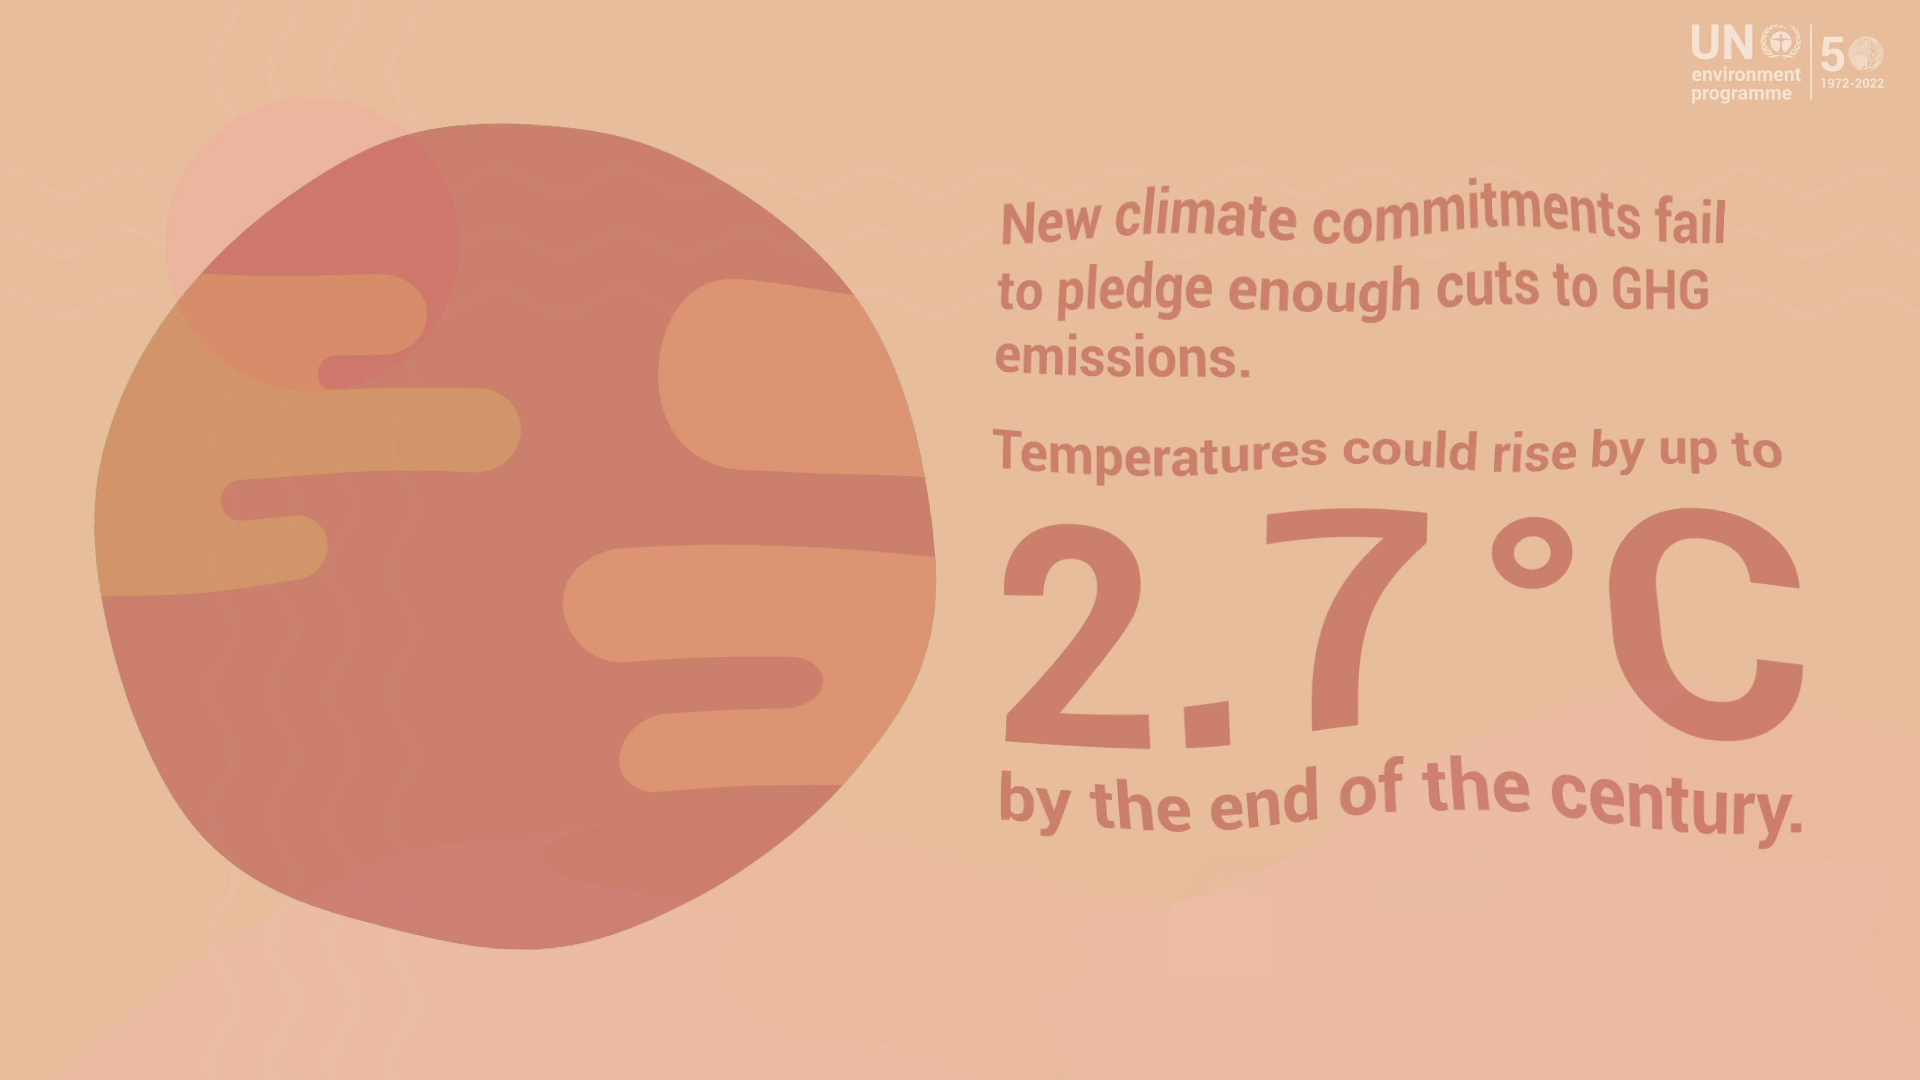 UN
environment
programme
50
1972-2022
New climate commitments fail
to pledge enough cuts to GHG
emissions.
Temperatures could rise by up to
2.7°C
by the end of the century.